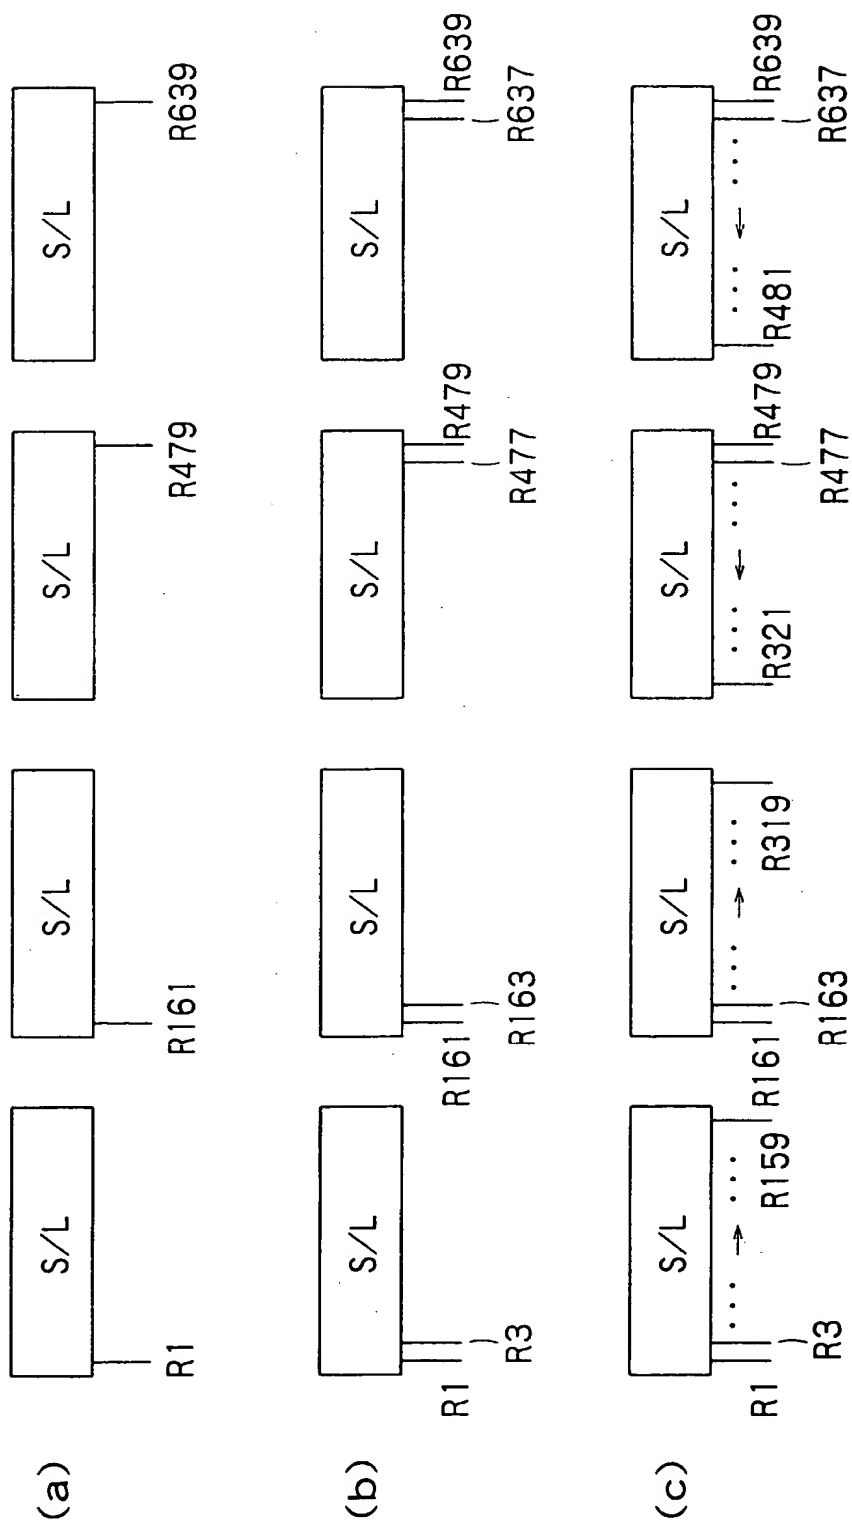 (a)
S/L S/L S/L S/L
R1 R161 R479 R639
(b)
S/L S/L S/L S/L
R1 R161 R479 R639
R3 R163 R477 R637
(c)
S/L S/L S/L S/L
R1 R159 R161 R319 R321 R479 R481 R639
R3 R163 R477 R637